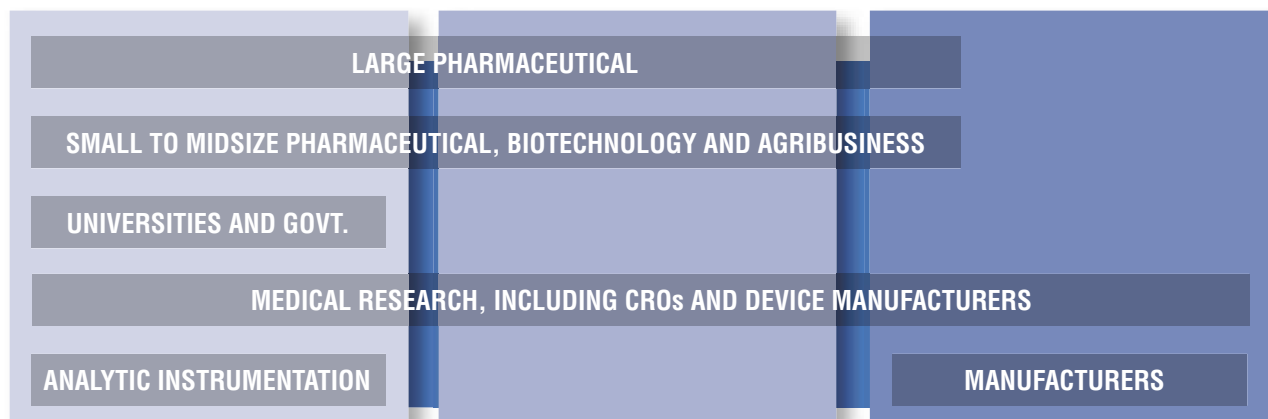 LARGE PHARMACEUTICAL
SMALL TO MIDSIZE PHARMACEUTICAL, BIOTECHNOLOGY AND AGRIBUSINESS
UNIVERSITIES AND GOVT.
MEDICAL RESEARCH, INCLUDING CROs AND DEVICE MANUFACTURERS
ANALYTIC INSTRUMENTATION
MANUFACTURERS